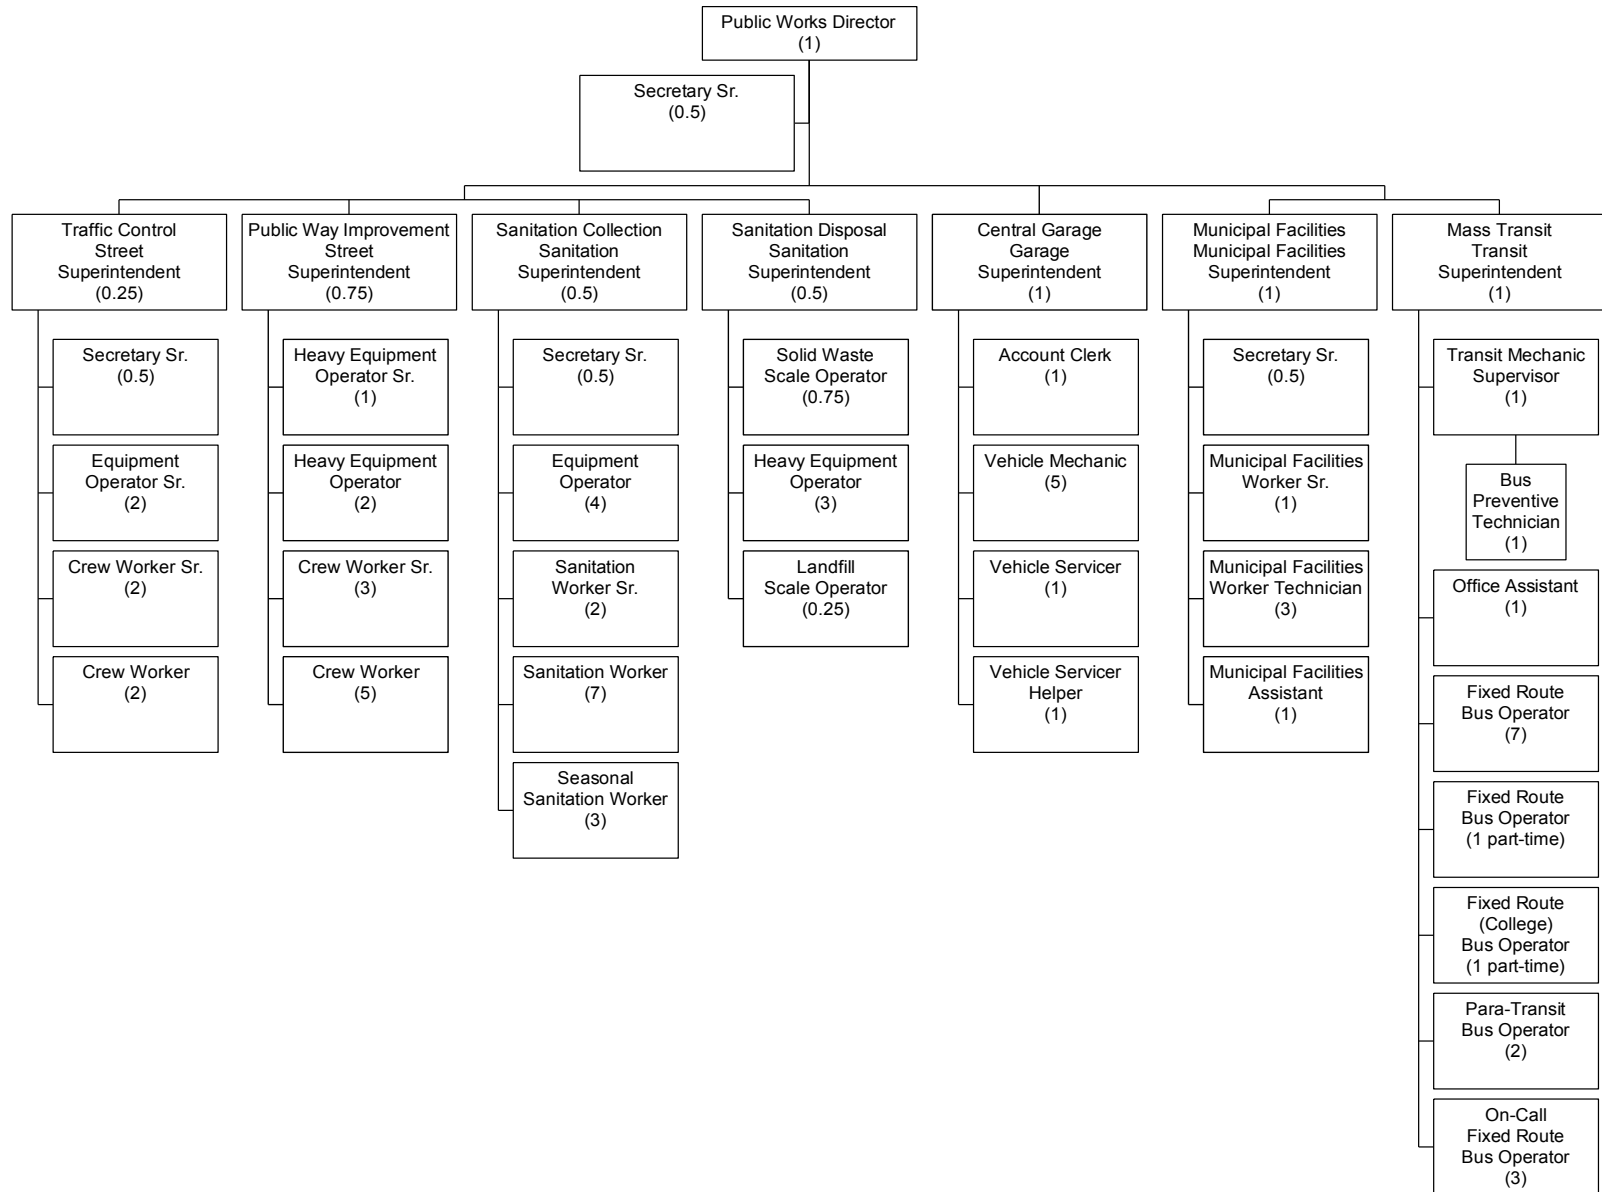 Public Works Director
(1)
Secretary Sr.
(0.5)
Traffic Control
Street
Superintendent
(0.25)
Secretary Sr.
(0.5)
Equipment
Operator Sr.
(2)
Crew Worker Sr.
(2)
Crew Worker
(2)
Public Way Improvement
Street
Superintendent
(0.75)
Heavy Equipment
Operator Sr.
(1)
Heavy Equipment
Operator
(2)
Crew Worker Sr.
(3)
Crew Worker
(5)
Sanitation Collection
Sanitation
Superintendent
(0.5)
Secretary Sr.
(0.5)
Equipment
Operator
(4)
Sanitation
Worker Sr.
(2)
Sanitation Worker
(7)
Seasonal
Sanitation Worker
(3)
Sanitation Disposal
Sanitation
Superintendent
(0.5)
Solid Waste
Scale Operator
(0.75)
Heavy Equipment
Operator
(3)
Landfill
Scale Operator
(0.25)
Central Garage
Garage
Superintendent
(1)
Account Clerk
(1)
Vehicle Mechanic
(5)
Vehicle Servicer
(1)
Vehicle Servicer
Helper
(1)
Municipal Facilities
Municipal Facilities
Superintendent
(1)
Secretary Sr.
(0.5)
Municipal Facilities
Worker Sr.
(1)
Municipal Facilities
Worker Technician
(3)
Municipal Facilities
Assistant
(1)
Mass Transit
Transit
Superintendent
(1)
Transit Mechanic
Supervisor
(1)
Bus
Preventive
Technician
(1)
Office Assistant
(1)
Fixed Route
Bus Operator
(7)
Fixed Route
Bus Operator
(1 part-time)
Fixed Route
(College)
Bus Operator
(1 part-time)
Para-Transit
Bus Operator
(2)
On-Call
Fixed Route
Bus Operator
(3)